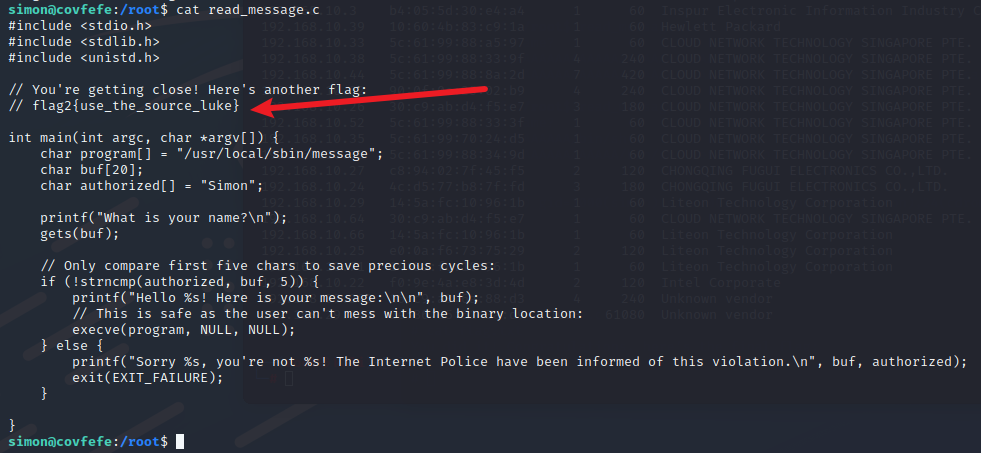 simon@covfefe:/root$ cat read_message.c
#include <stdio.h>
#include <stdlib.h>
#include <unistd.h>
// You're getting close! Here's another flag:
// flag2{use_the_source_luke}
int main(int argc, char *argv[]) {
    char program[] = "/usr/local/sbin/message";
    char buf[20];
    char authorized[] = "Simon";
    printf("What is your name?\n");
    gets(buf);
    // Only compare first five chars to save precious cycles:
    if (!strncmp(authorized, buf, 5)) {
        printf("Hello %s! Here is your message:\n\n", buf);
        // This is safe as the user can't mess with the binary location:
        execve(program, NULL, NULL);
    } else {
        printf("Sorry %s, you're not %s! The Internet Police have been informed of this violation.\n", buf, authorized);
        exit(EXIT_FAILURE);
    }
}
simon@covfefe:/root$